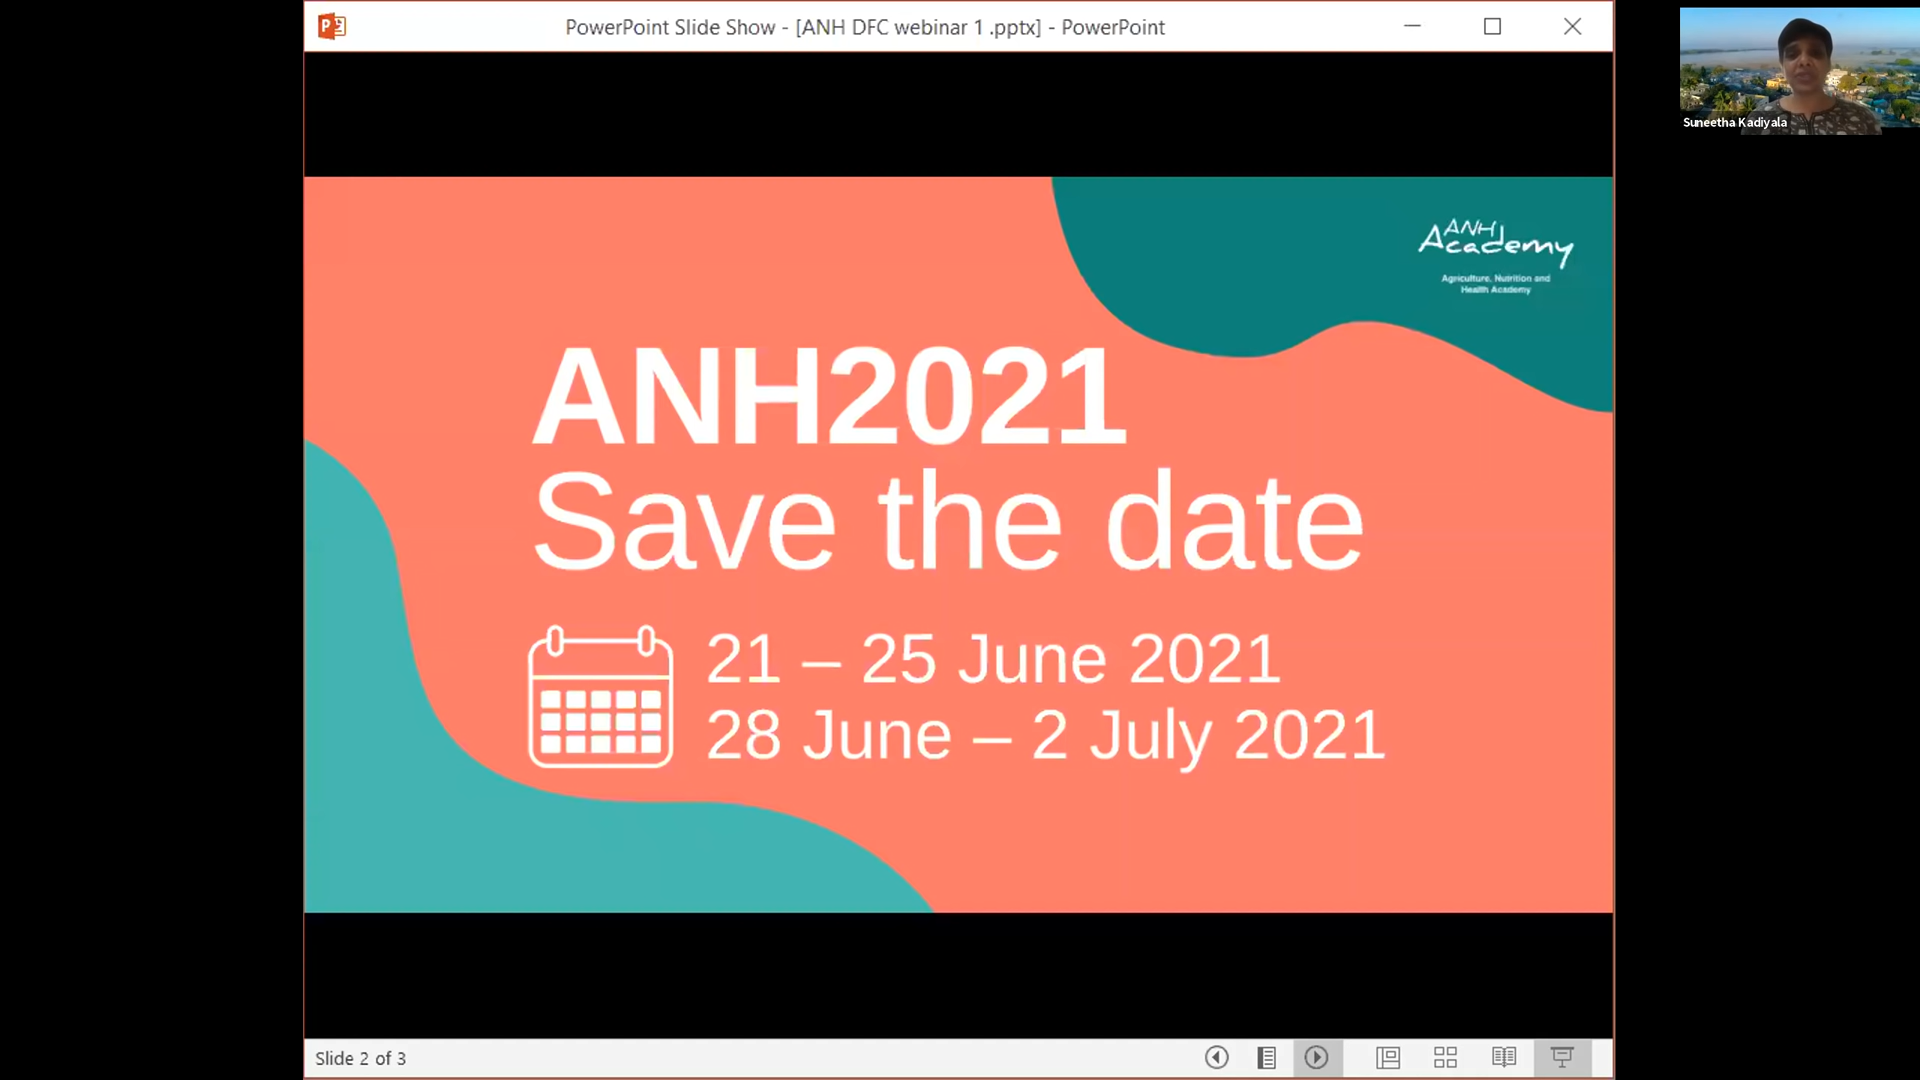 PowerPoint Slide Show - [ANH DFC webinar 1 .pptx] - PowerPoint
Suneetha Kadiyala
ANH
Academy
Agriculture, Nutrition and
Health Academy
ANH2021
Save the date
21 – 25 June 2021
28 June – 2 July 2021
Slide 2 of 3